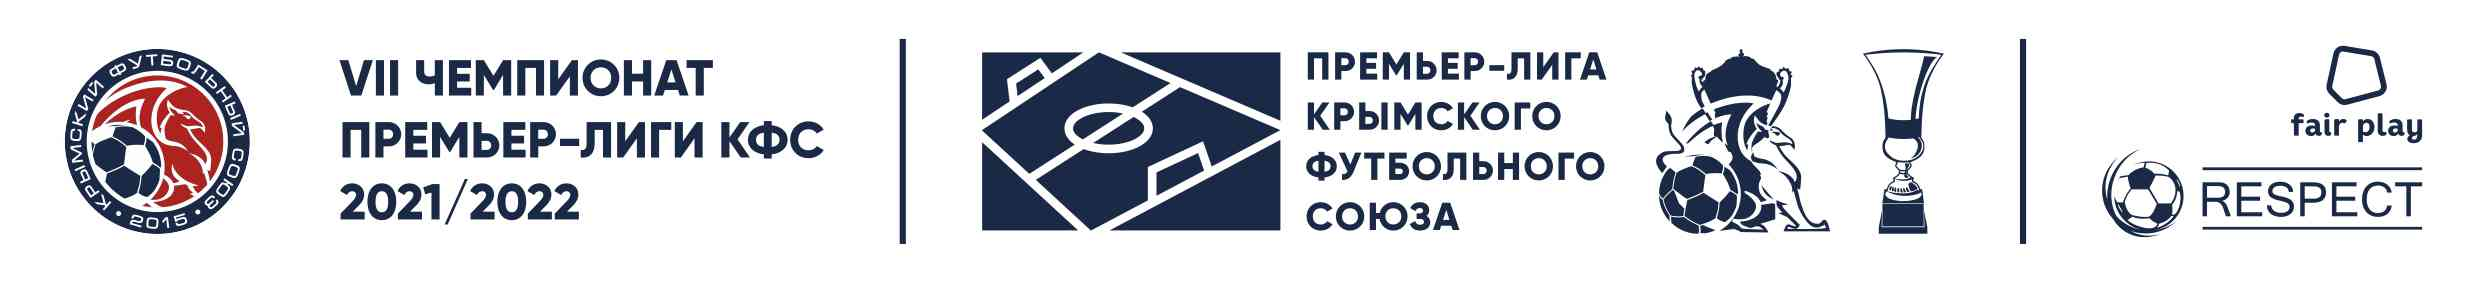 КРЫМСКИЙ ФУТБОЛЬНЫЙ СОЮЗ
• 2015 •
VII ЧЕМПИОНАТ
ПРЕМЬЕР-ЛИГИ КФС
2021/2022
ПРЕМЬЕР-ЛИГА
КРЫМСКОГО
ФУТБОЛЬНОГО
СОЮЗА
fair play
RESPECT